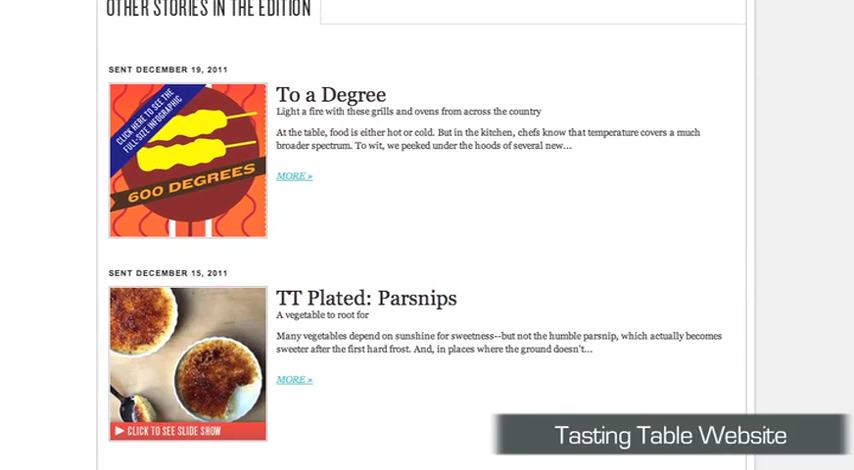 OTHER STORIES IN THE EDITION
SENT DECEMBER 19, 2011
CLICK HERE TO SEE THE
FULL-SIZE INFOGRAPHIC
600 DEGREES
To a Degree
Light a fire with these grills and ovens from across the country
At the table, food is either hot or cold. But in the kitchen, chefs know that temperature covers a much
broader spectrum. To wit, we peeked under the hoods of several new...
MORE »
SENT DECEMBER 15, 2011
CLICK TO SEE SLIDE SHOW
TT Plated: Parsnips
A vegetable to root for
Many vegetables depend on sunshine for sweetness--but not the humble parsnip, which actually becomes
sweeter after the first hard frost. And, in places where the ground doesn't...
MORE »
Tasting Table Website